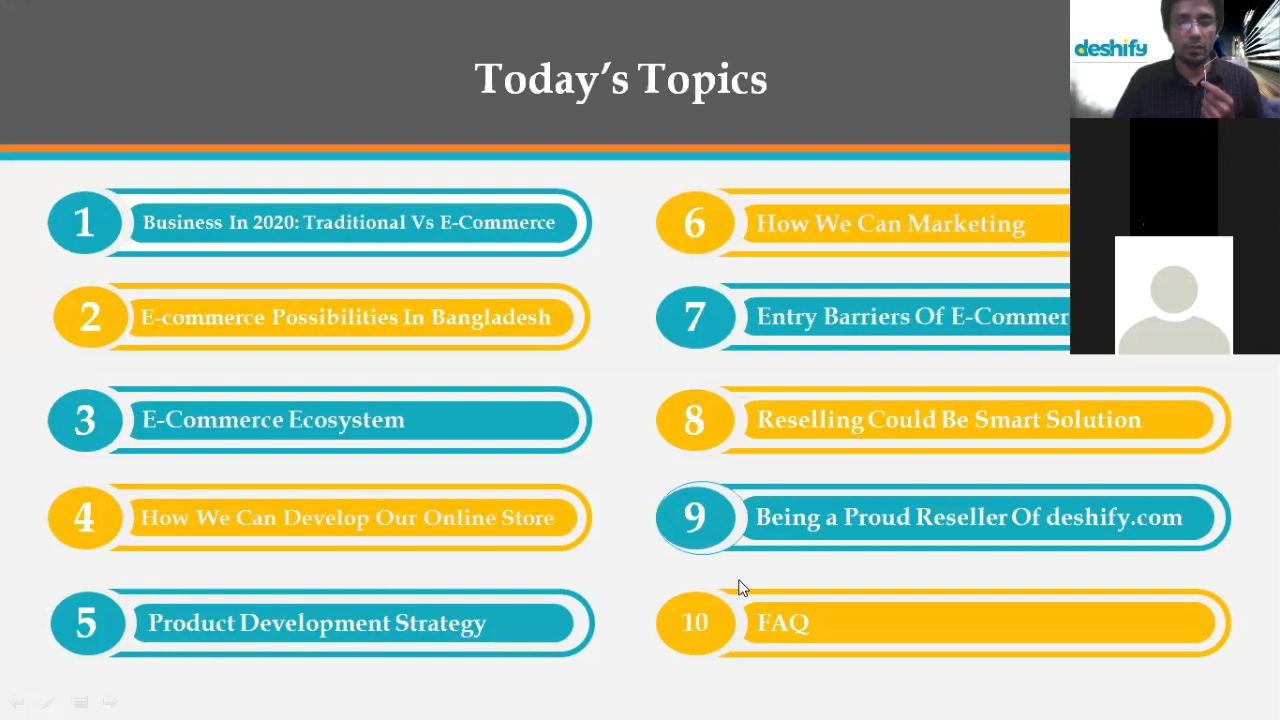 Today's Topics
deshify
1 Business In 2020: Traditional Vs E-Commerce
2 E-commerce Possibilities In Bangladesh
3 E-Commerce Ecosystem
4 How We Can Develop Our Online Store
5 Product Development Strategy
6 How We Can Marketing
7 Entry Barriers Of E-Commer
8 Reselling Could Be Smart Solution
9 Being a Proud Reseller Of deshify.com
10 FAQ